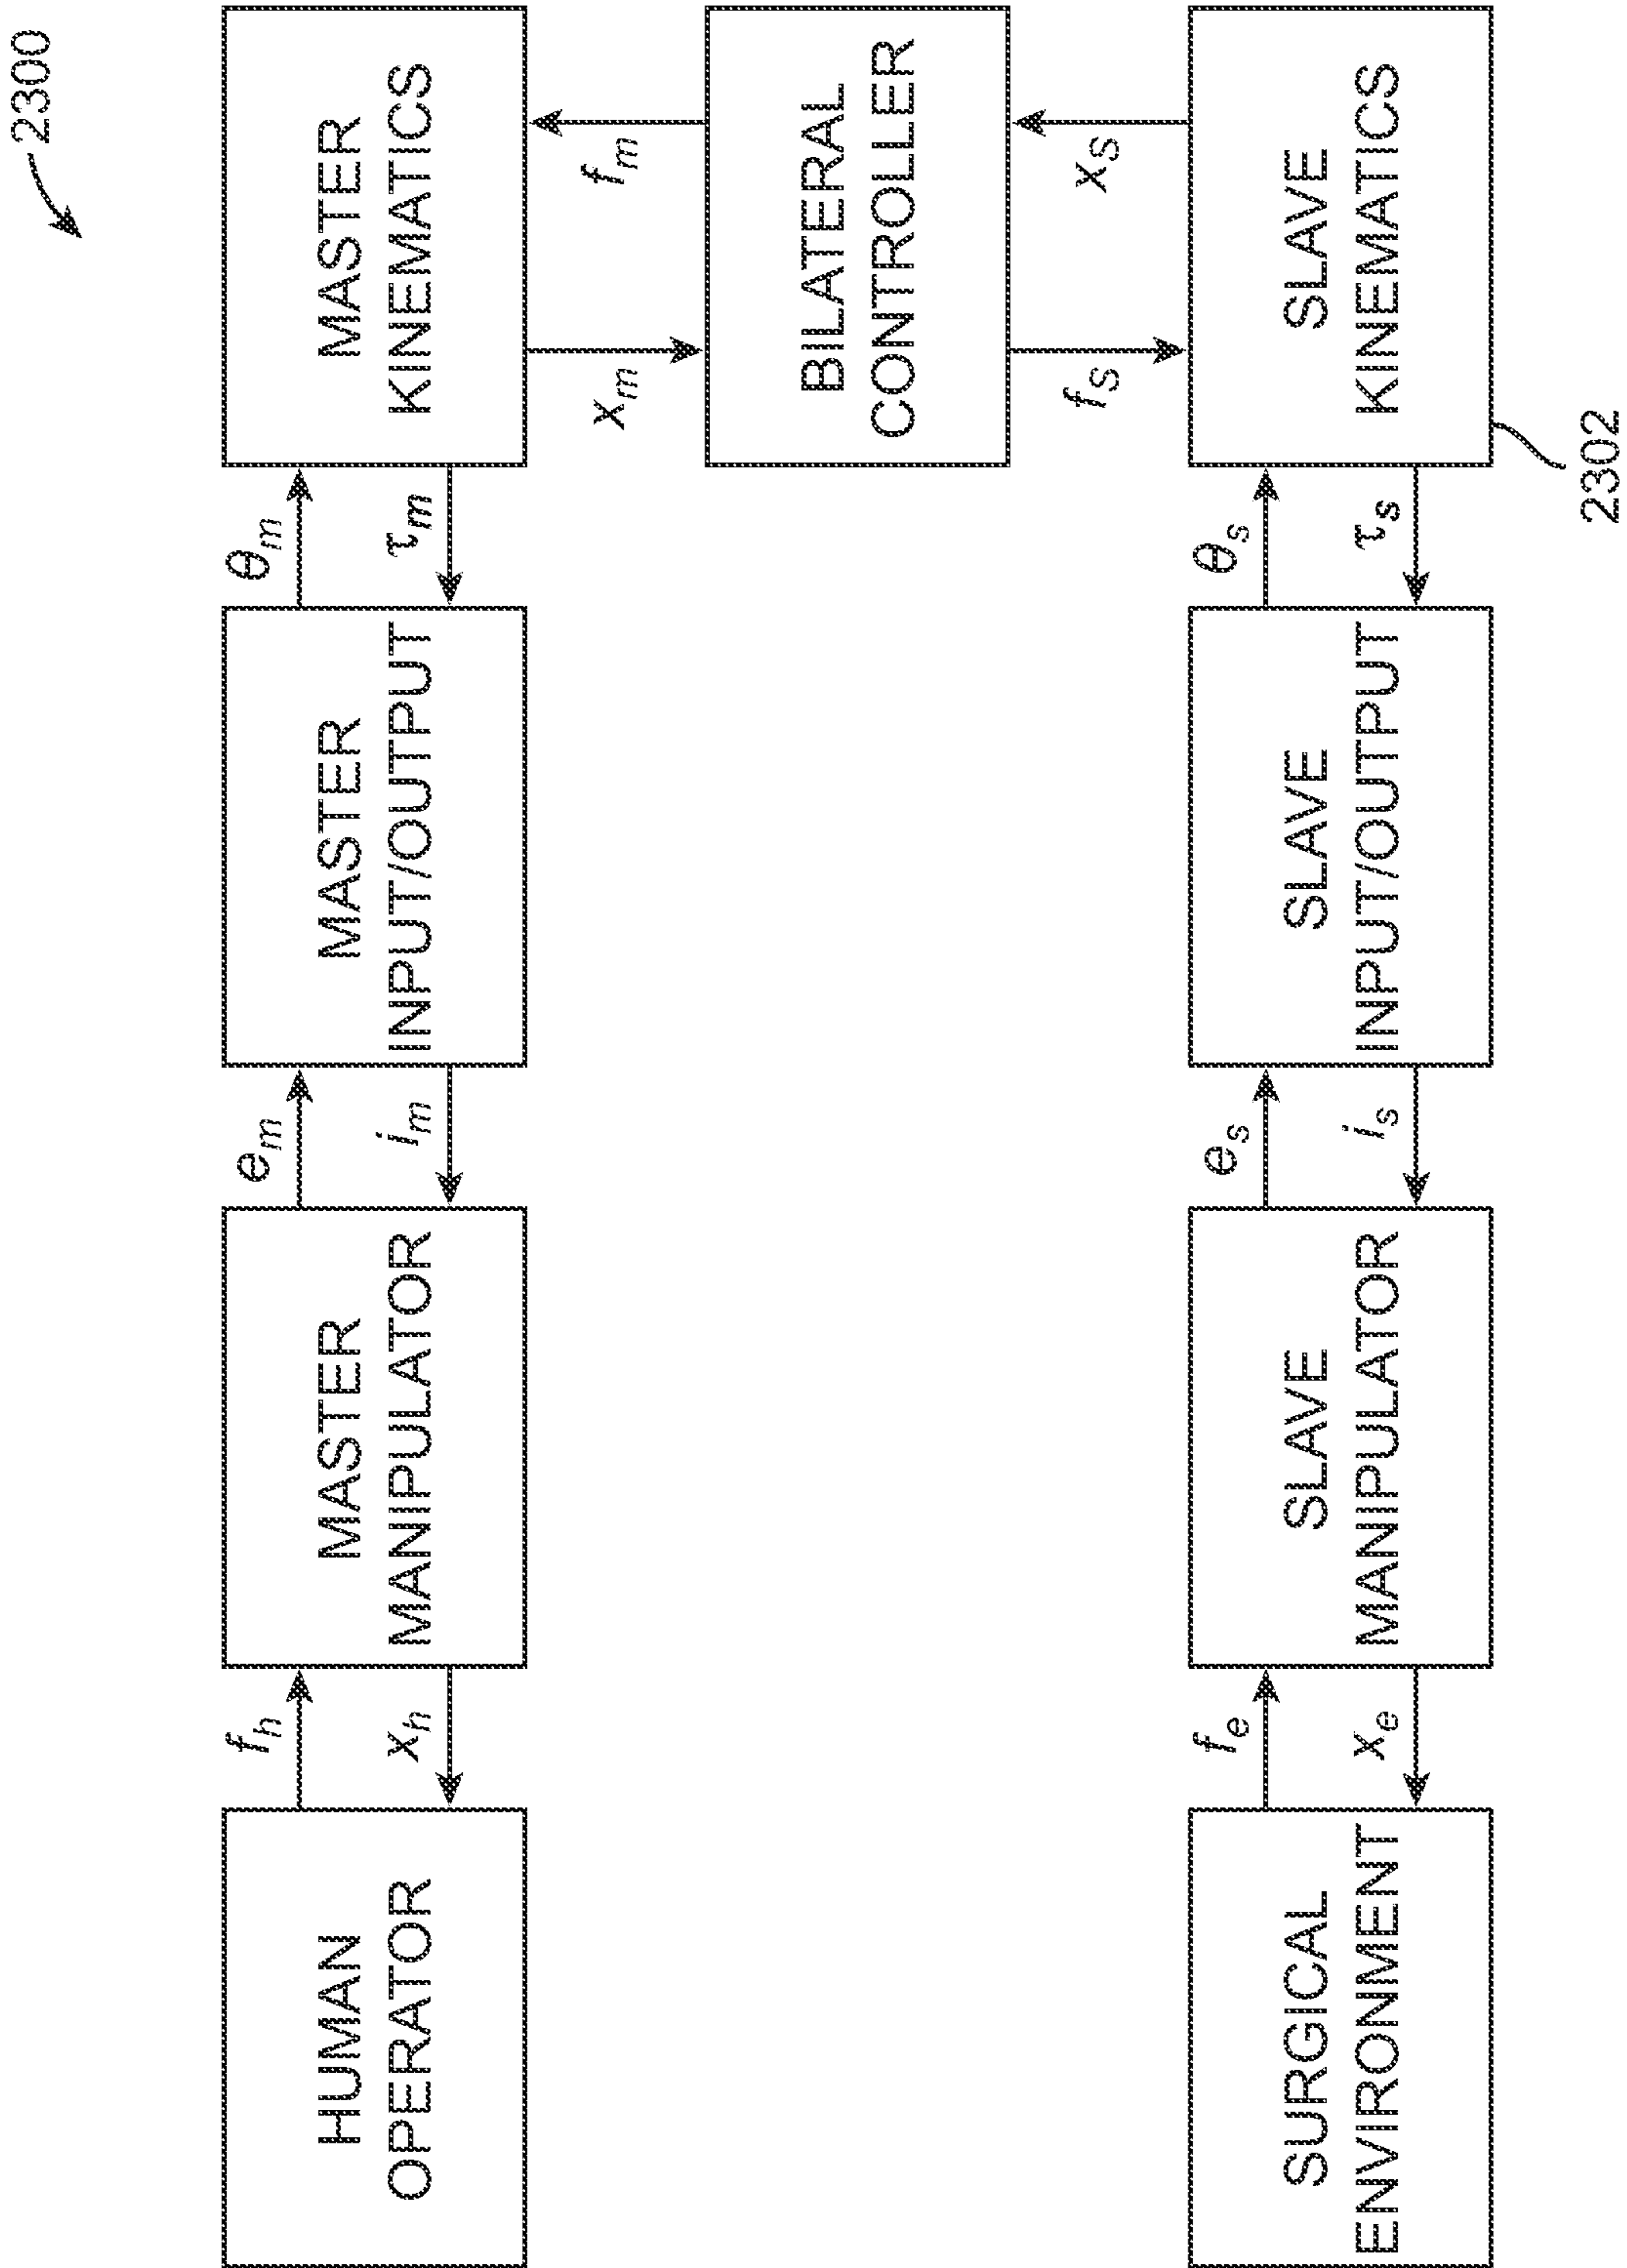 2300
HUMAN
OPERATOR
f_h
x_h
MASTER
MANIPULATOR
e_m
i_m
MASTER
INPUT/OUTPUT
θ_m
τ_m
MASTER
KINEMATICS
x_m
f_m
BILATERAL
CONTROLLER
f_s
x_s
SURGICAL
ENVIRONMENT
f_e
x_e
SLAVE
MANIPULATOR
e_s
i_s
SLAVE
INPUT/OUTPUT
θ_s
τ_s
SLAVE
KINEMATICS
2302